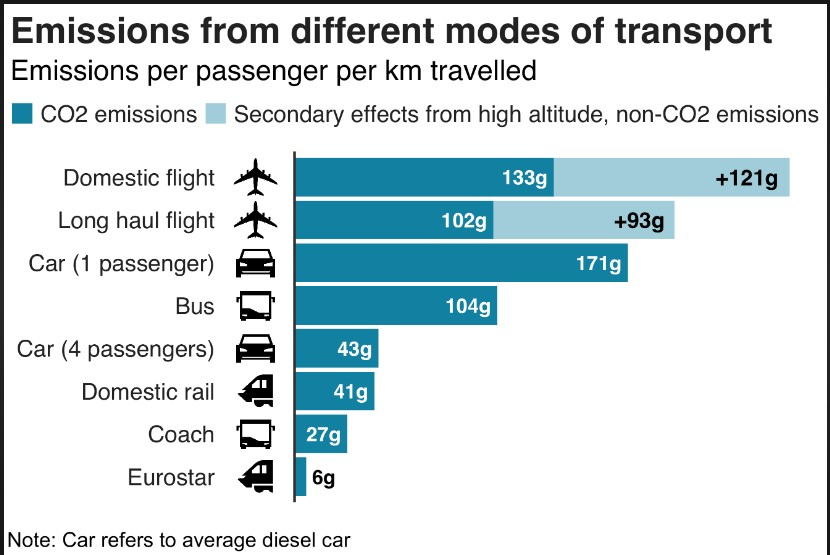 Emissions from different modes of transport
Emissions per passenger per km travelled
CO2 emissions Secondary effects from high altitude, non-CO2 emissions
Domestic flight 133g +121g
Long haul flight 102g +93g
Car (1 passenger) 171g
Bus 104g
Car (4 passengers) 43g
Domestic rail 41g
Coach 27g
Eurostar 6g
Note: Car refers to average diesel car